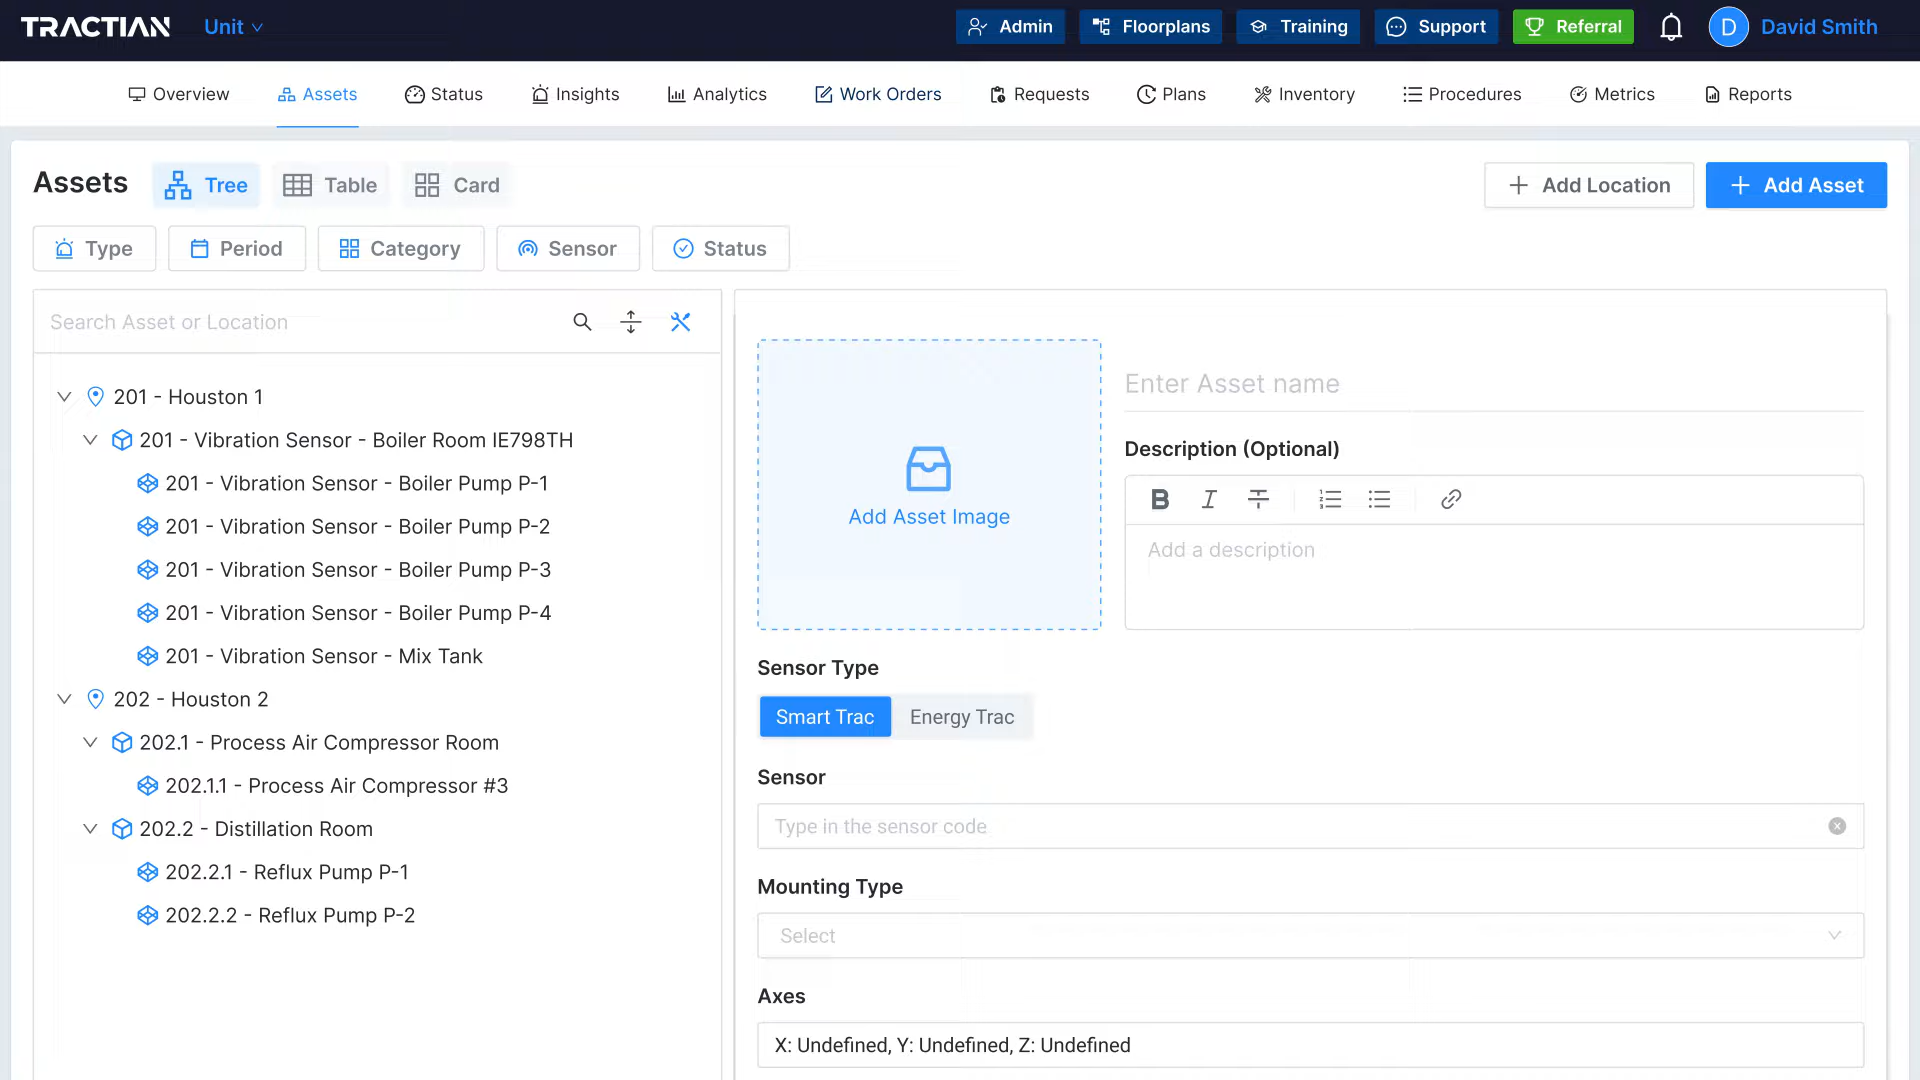 TRACTIAN Unit Admin Floorplans Training Support Referral D David Smith
Overview Assets Status Insights Analytics Work Orders Requests Plans Inventory Procedures Metrics Reports
Assets Tree Table Card + Add Location + Add Asset
Type Period Category Sensor Status
Search Asset or Location
201 - Houston 1
201 - Vibration Sensor - Boiler Room IE798TH
201 - Vibration Sensor - Boiler Pump P-1
201 - Vibration Sensor - Boiler Pump P-2
201 - Vibration Sensor - Boiler Pump P-3
201 - Vibration Sensor - Boiler Pump P-4
201 - Vibration Sensor - Mix Tank
202 - Houston 2
202.1 - Process Air Compressor Room
202.1.1 - Process Air Compressor #3
202.2 - Distillation Room
202.2.1 - Reflux Pump P-1
202.2.2 - Reflux Pump P-2
Add Asset Image
Enter Asset name
Description (Optional)
B I T
Add a description
Sensor Type
Smart Trac Energy Trac
Sensor
Type in the sensor code
Mounting Type
Select
Axes
X: Undefined, Y: Undefined, Z: Undefined